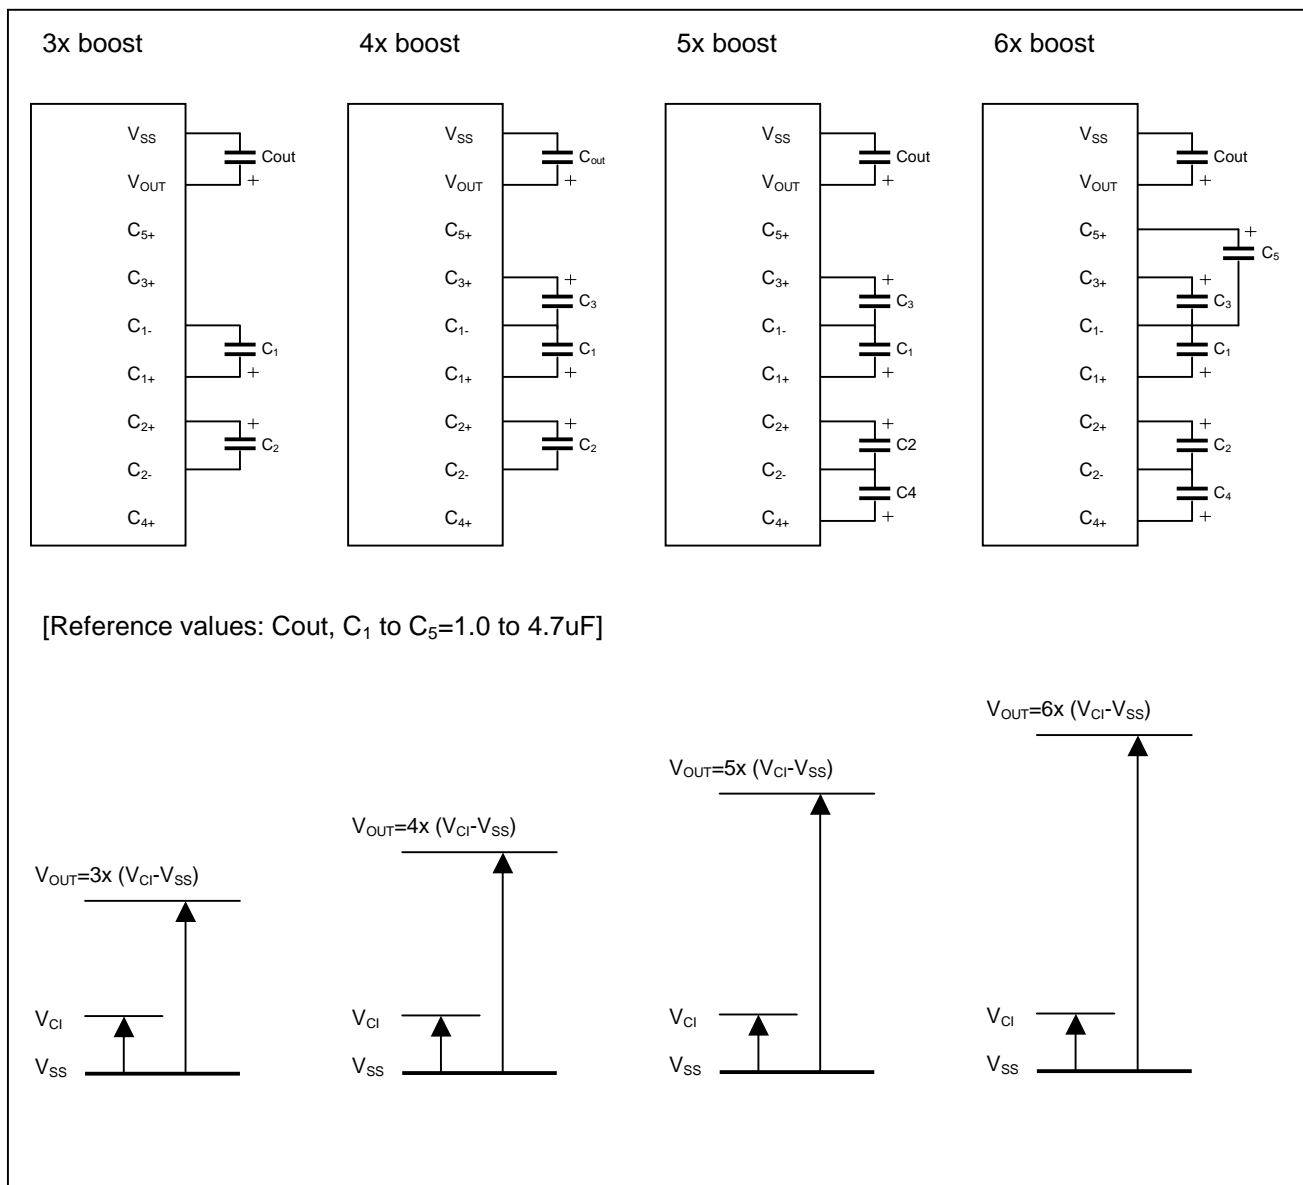 3x boost
4x boost
5x boost
6x boost
VSS
VOUT
C5+
C3+
C1-
C1+
C2+
C2-
C4+
Cout
+
C1
+
+
C2
VSS
VOUT
C5+
C3+
C1-
C1+
C2+
C2-
C4+
Cout
+
+
C3
C1
+
+
C2
VSS
VOUT
C5+
C3+
C1-
C1+
C2+
C2-
C4+
Cout
+
+
C3
C1
+
+
C2
C4
+
VSS
VOUT
C5+
C3+
C1-
C1+
C2+
C2-
C4+
Cout
+
+
C5
+
C3
C1
+
+
C2
C4
+
[Reference values: Cout, C1 to C5=1.0 to 4.7uF]
VOUT=3x (VCI-VSS)
VCI
VSS
VOUT=4x (VCI-VSS)
VCI
VSS
VOUT=5x (VCI-VSS)
VCI
VSS
VOUT=6x (VCI-VSS)
VCI
VSS